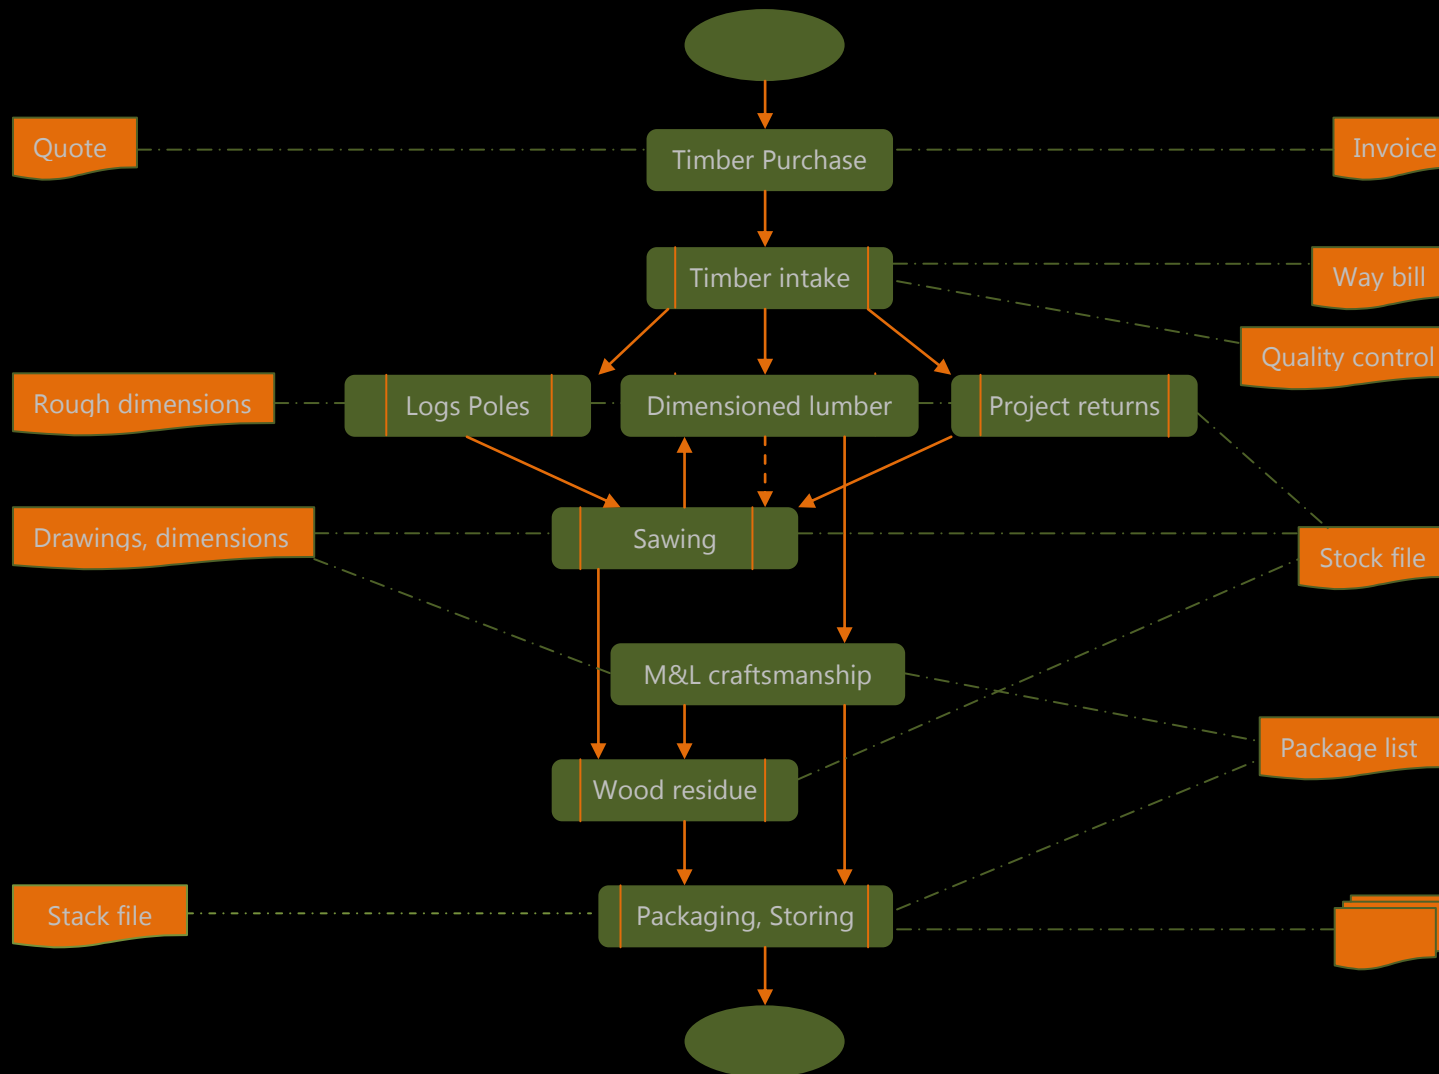 Quote
Timber Purchase
Invoice
Timber intake
Way bill
Quality control
Rough dimensions
Logs Poles
Dimensioned lumber
Project returns
Drawings, dimensions
Sawing
Stock file
M&L craftsmanship
Package list
Wood residue
Stack file
Packaging, Storing